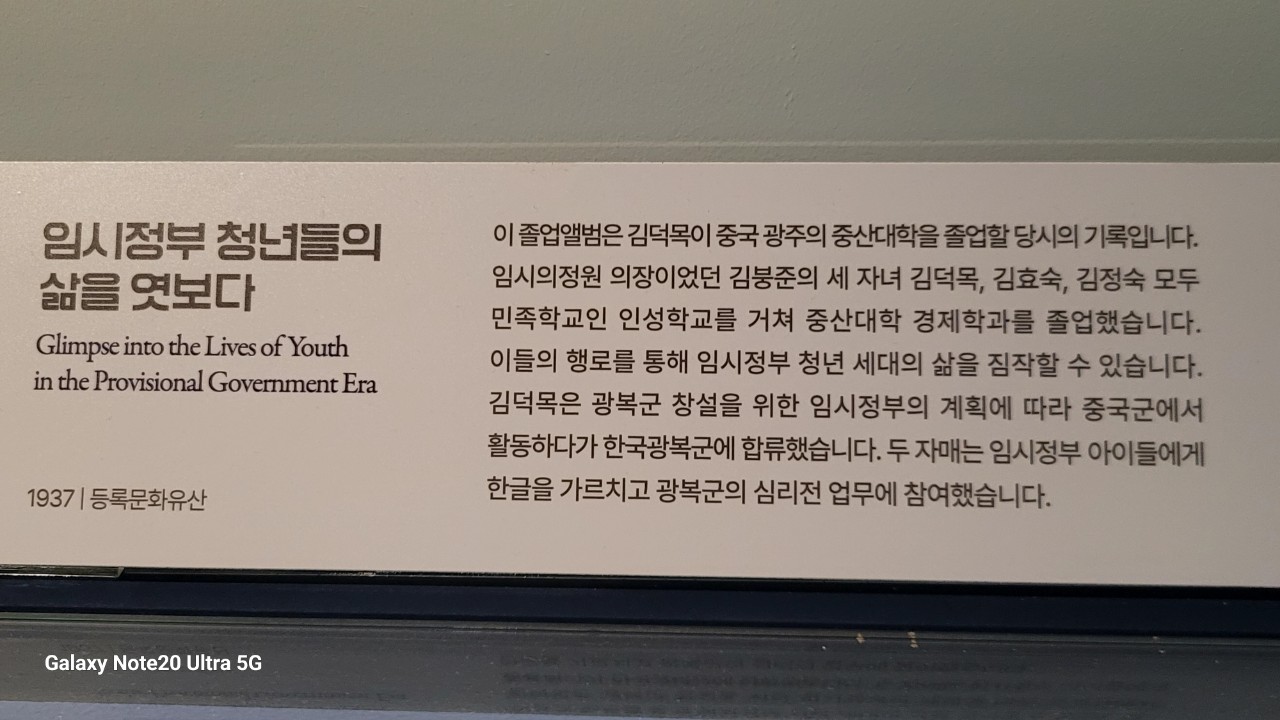 임시정부 청년들의
삶을 엿보다
Glimpse into the Lives of Youth
in the Provisional Government Era
1937 | 등록문화유산
이 졸업앨범은 김덕목이 중국 광주의 중산대학을 졸업할 당시의 기록입니다.
임시의정원 의장이었던 김붕준의 세 자녀 김덕목, 김효숙, 김정숙 모두
민족학교인 인성학교를 거쳐 중산대학 경제학과를 졸업했습니다.
이들의 행로를 통해 임시정부 청년 세대의 삶을 짐작할 수 있습니다.
김덕목은 광복군 창설을 위한 임시정부의 계획에 따라 중국군에서
활동하다가 한국광복군에 합류했습니다. 두 자매는 임시정부 아이들에게
한글을 가르치고 광복군의 심리전 업무에 참여했습니다.
Galaxy Note20 Ultra 5G